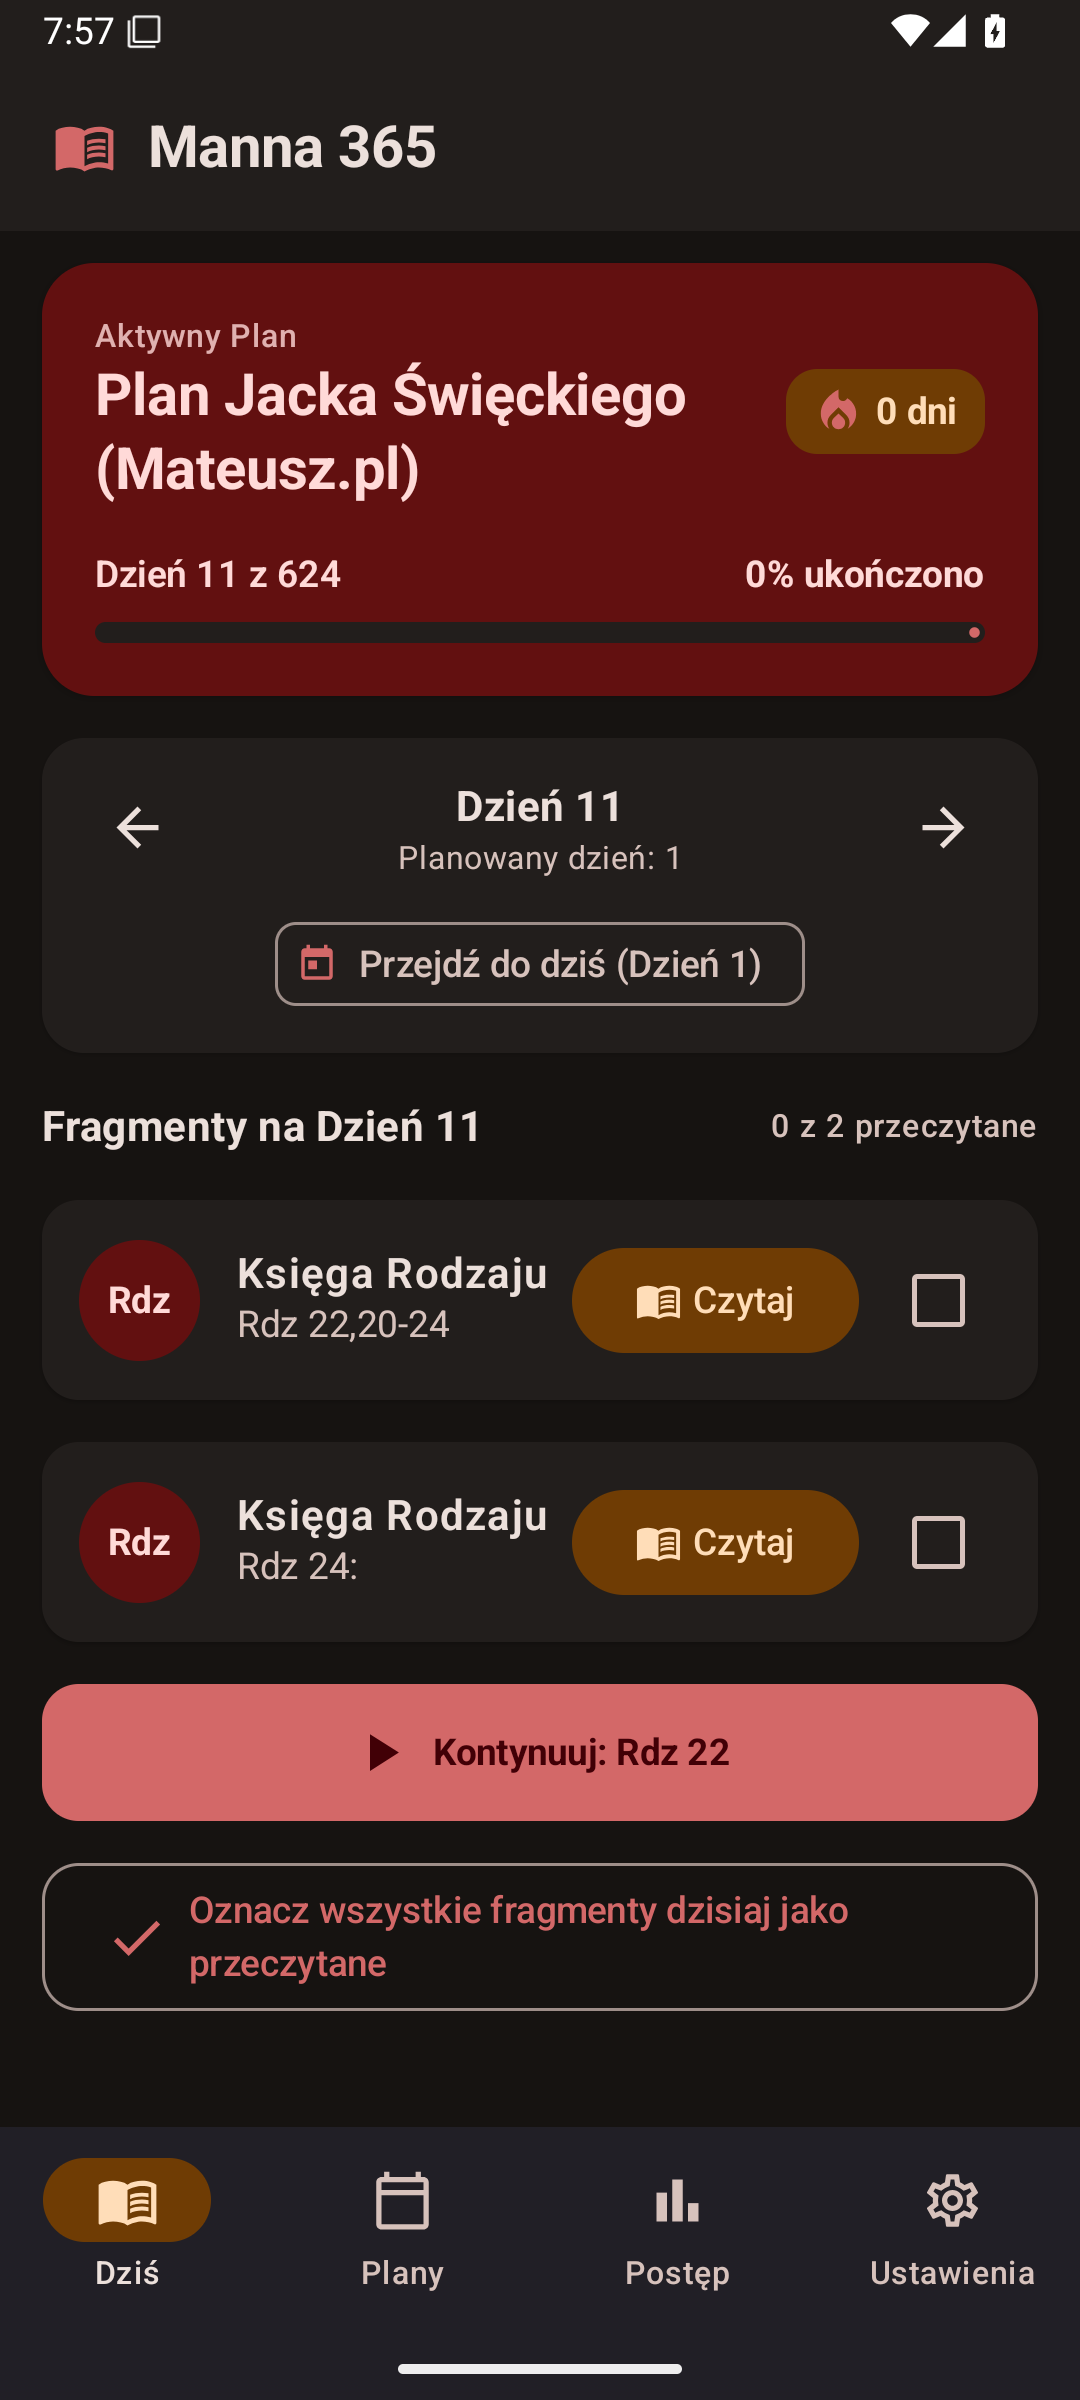 7:57
Manna 365
Aktywny Plan
Plan Jacka Święckiego
(Mateusz.pl)
0 dni
Dzień 11 z 624
0% ukończono
Dzień 11
Planowany dzień: 1
Przejdź do dziś (Dzień 1)
Fragmenty na Dzień 11
0 z 2 przeczytane
Rdz
Księga Rodzaju
Rdz 22,20-24
Czytaj
Rdz
Księga Rodzaju
Rdz 24:
Czytaj
Kontynuuj: Rdz 22
Oznacz wszystkie fragmenty dzisiaj jako
przeczytane
Dziś
Plany
Postęp
Ustawienia